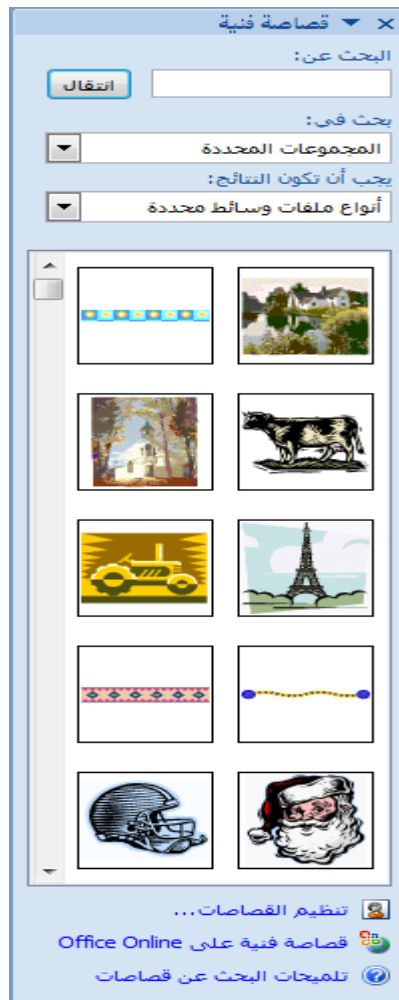 قصاصة فنية
البحث عن:
انتقال
بحث في:
المجموعات المحددة
يجب أن تكون النتائج:
أنواع ملفات وسائط محددة
تنظيم القصاصات...
قصاصة فنية على Office Online
تلميحات البحث عن قصاصات